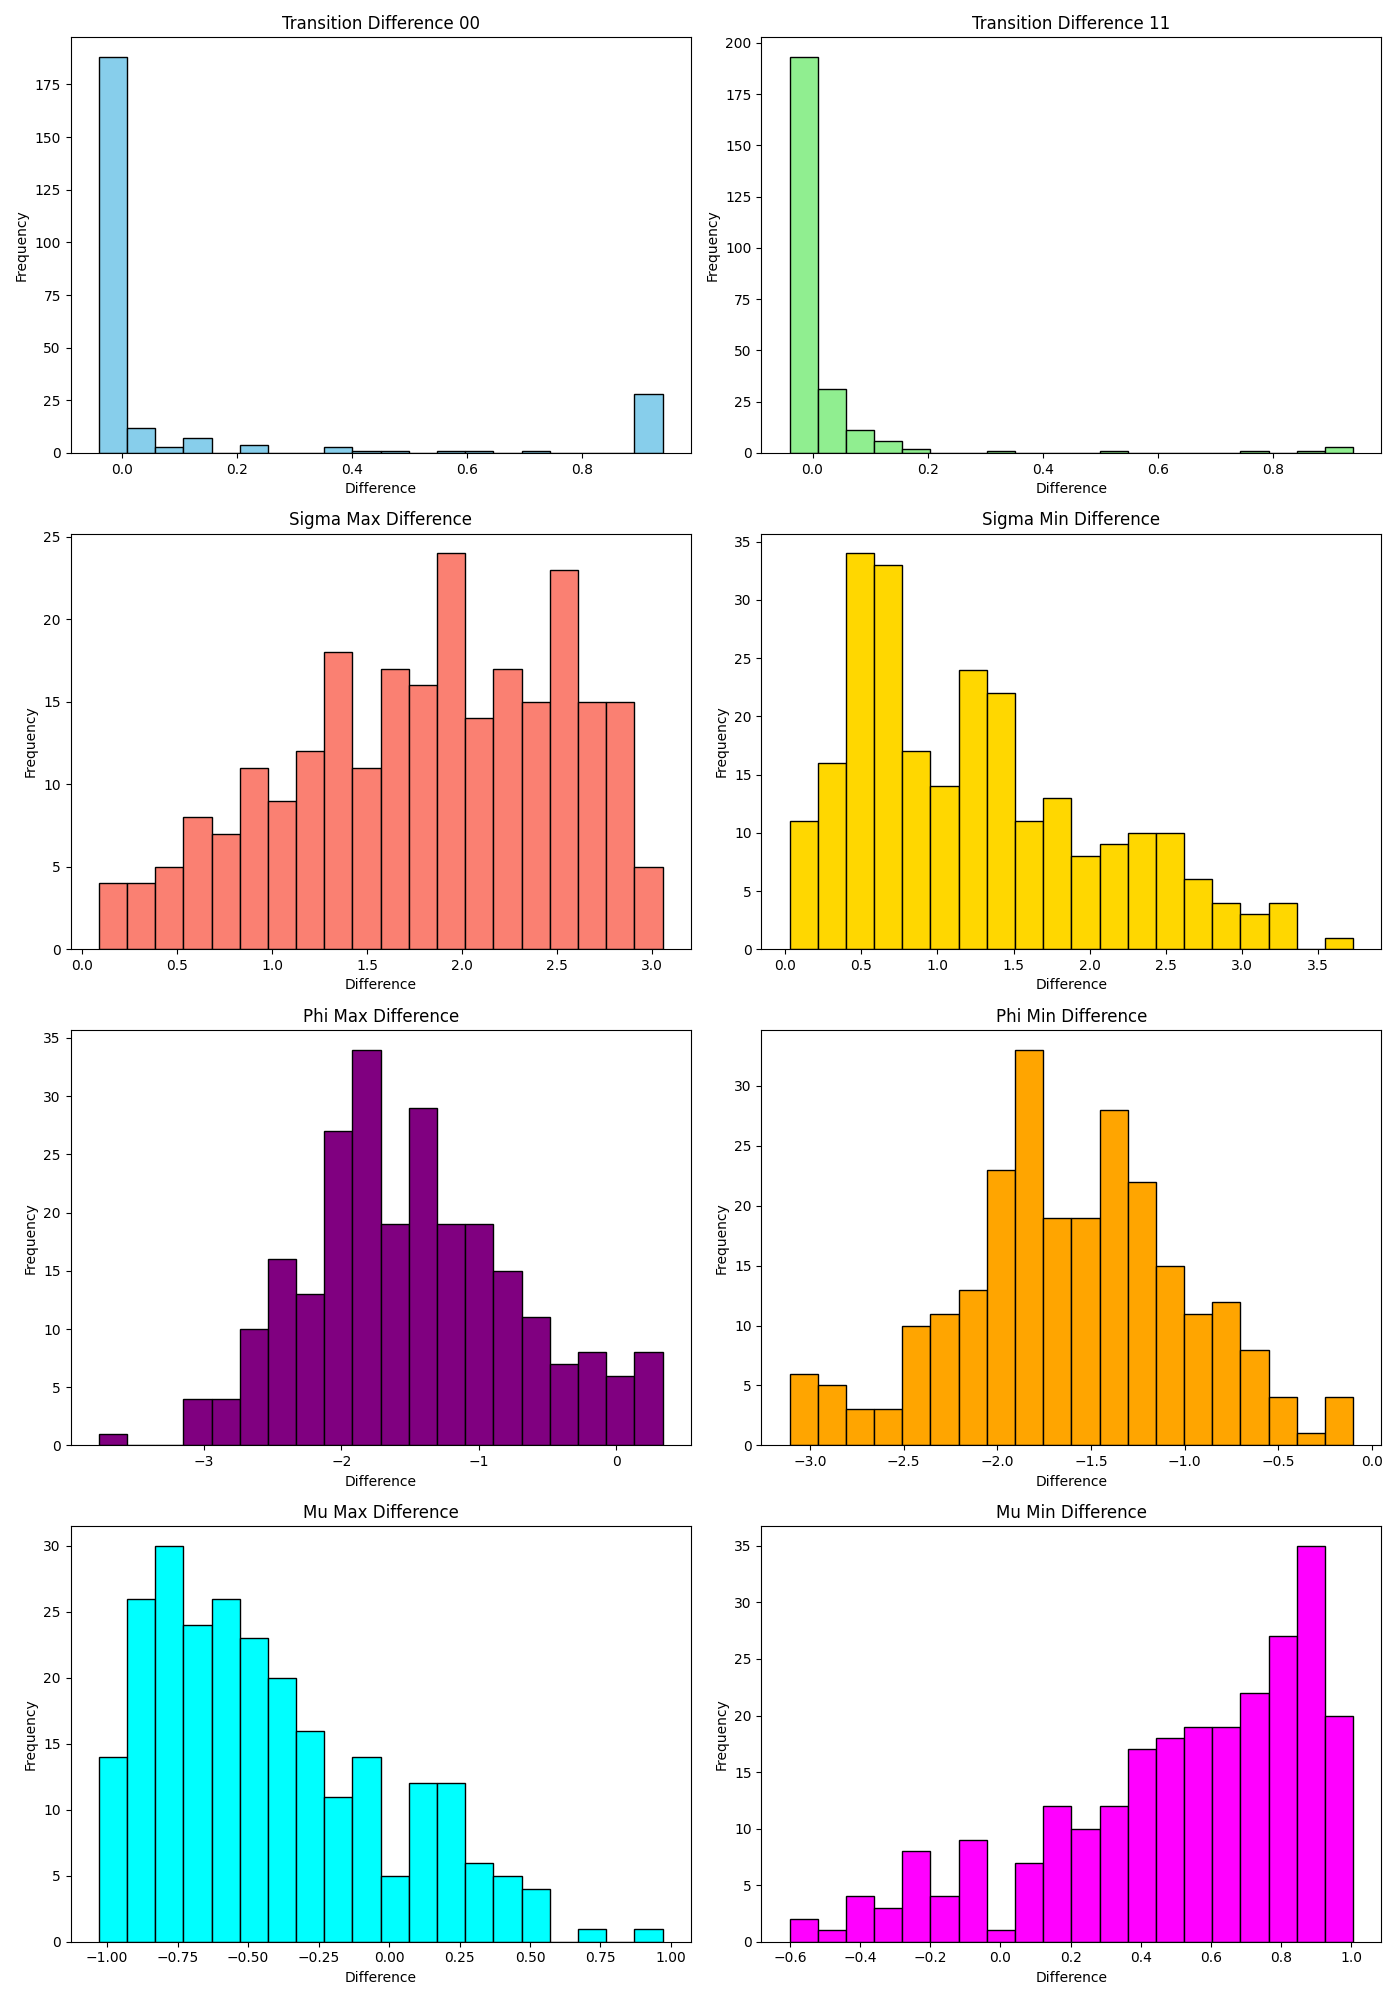 Transition Difference 00
Transition Difference 11
Frequency
175
150
125
100
75
50
25
0
0.0 0.2 0.4 0.6 0.8
Difference
Frequency
200
175
150
125
100
75
50
25
0
0.0 0.2 0.4 0.6 0.8
Difference
Sigma Max Difference
Sigma Min Difference
Frequency
25
20
15
10
5
0
0.0 0.5 1.0 1.5 2.0 2.5 3.0
Difference
Frequency
35
30
25
20
15
10
5
0
0.0 0.5 1.0 1.5 2.0 2.5 3.0 3.5
Difference
Phi Max Difference
Phi Min Difference
Frequency
35
30
25
20
15
10
5
0
−3 −2 −1 0
Difference
Frequency
30
25
20
15
10
5
0
−3.0 −2.5 −2.0 −1.5 −1.0 −0.5 0.0
Difference
Mu Max Difference
Mu Min Difference
Frequency
30
25
20
15
10
5
0
−1.00 −0.75 −0.50 −0.25 0.00 0.25 0.50 0.75 1.00
Difference
Frequency
35
30
25
20
15
10
5
0
−0.6 −0.4 −0.2 0.0 0.2 0.4 0.6 0.8 1.0
Difference